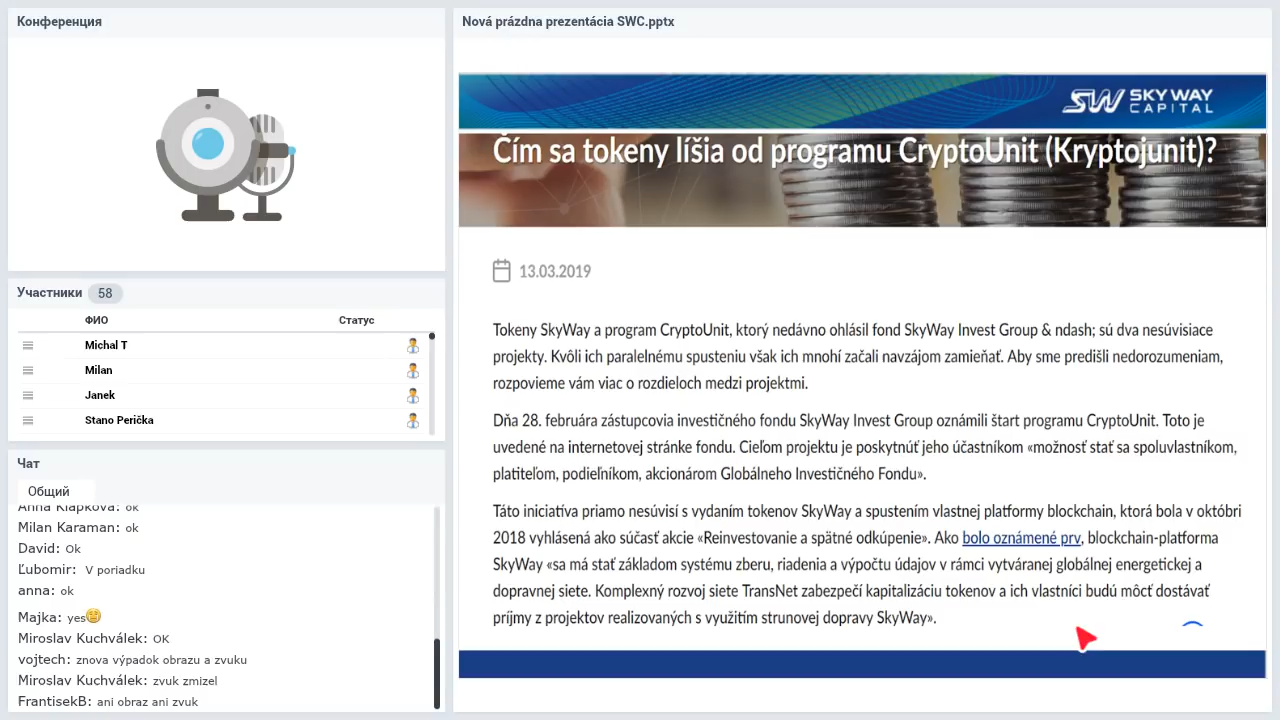 Конференция
Участники 58
ФИО Статус
Michal T
Milan
Janek
Stano Perička
Чат
Общий
Anna Klapková: ok
Milan Karaman: ok
David: Ok
Ľubomir: V poriadku
anna: ok
Majka: yes
Miroslav Kuchválek: OK
vojtech: znova výpadok obrazu a zvuku
Miroslav Kuchválek: zvuk zmizel
FrantisekB: ani obraz ani zvuk
Nová prázdna prezentácia SWC.pptx
SW SKY WAY
CAPITAL
Čím sa tokeny líšia od programu CryptoUnit (Kryptojunit)?
13.03.2019
Tokeny SkyWay a program CryptoUnit, ktorý nedávno ohlásil fond SkyWay Invest Group & ndash; sú dva nesúvisiace
projekty. Kvôli ich paralelnému spusteniu však ich mnohí začali navzájom zamieňať. Aby sme predišli nedorozumeniam,
rozpovieme vám viac o rozdieloch medzi projektmi.
Dňa 28. februára zástupcovia investičného fondu SkyWay Invest Group oznámili štart programu CryptoUnit. Toto je
uvedené na internetovej stránke fondu. Cieľom projektu je poskytnúť jeho účastníkom «možnosť stať sa spoluvlastníkom,
platiteľom, podieľníkom, akcionárom Globálneho Investičného Fondu».
Táto iniciatíva priamo nesúvisí s vydaním tokenov SkyWay a spustením vlastnej platformy blockchain, ktorá bola v októbri
2018 vyhlásená ako súčasť akcie «Reinvestovanie a spätné odkúpenie». Ako bolo oznámené prv, blockchain-platforma
SkyWay «sa má stať základom systému zberu, riadenia a výpočtu údajov v rámci vytváranej globálnej energetickej a
dopravnej siete. Komplexný rozvoj siete TransNet zabezpečí kapitalizáciu tokenov a ich vlastníci budú môcť dostávať
príjmy z projektov realizovaných s využitím strunovej dopravy SkyWay».